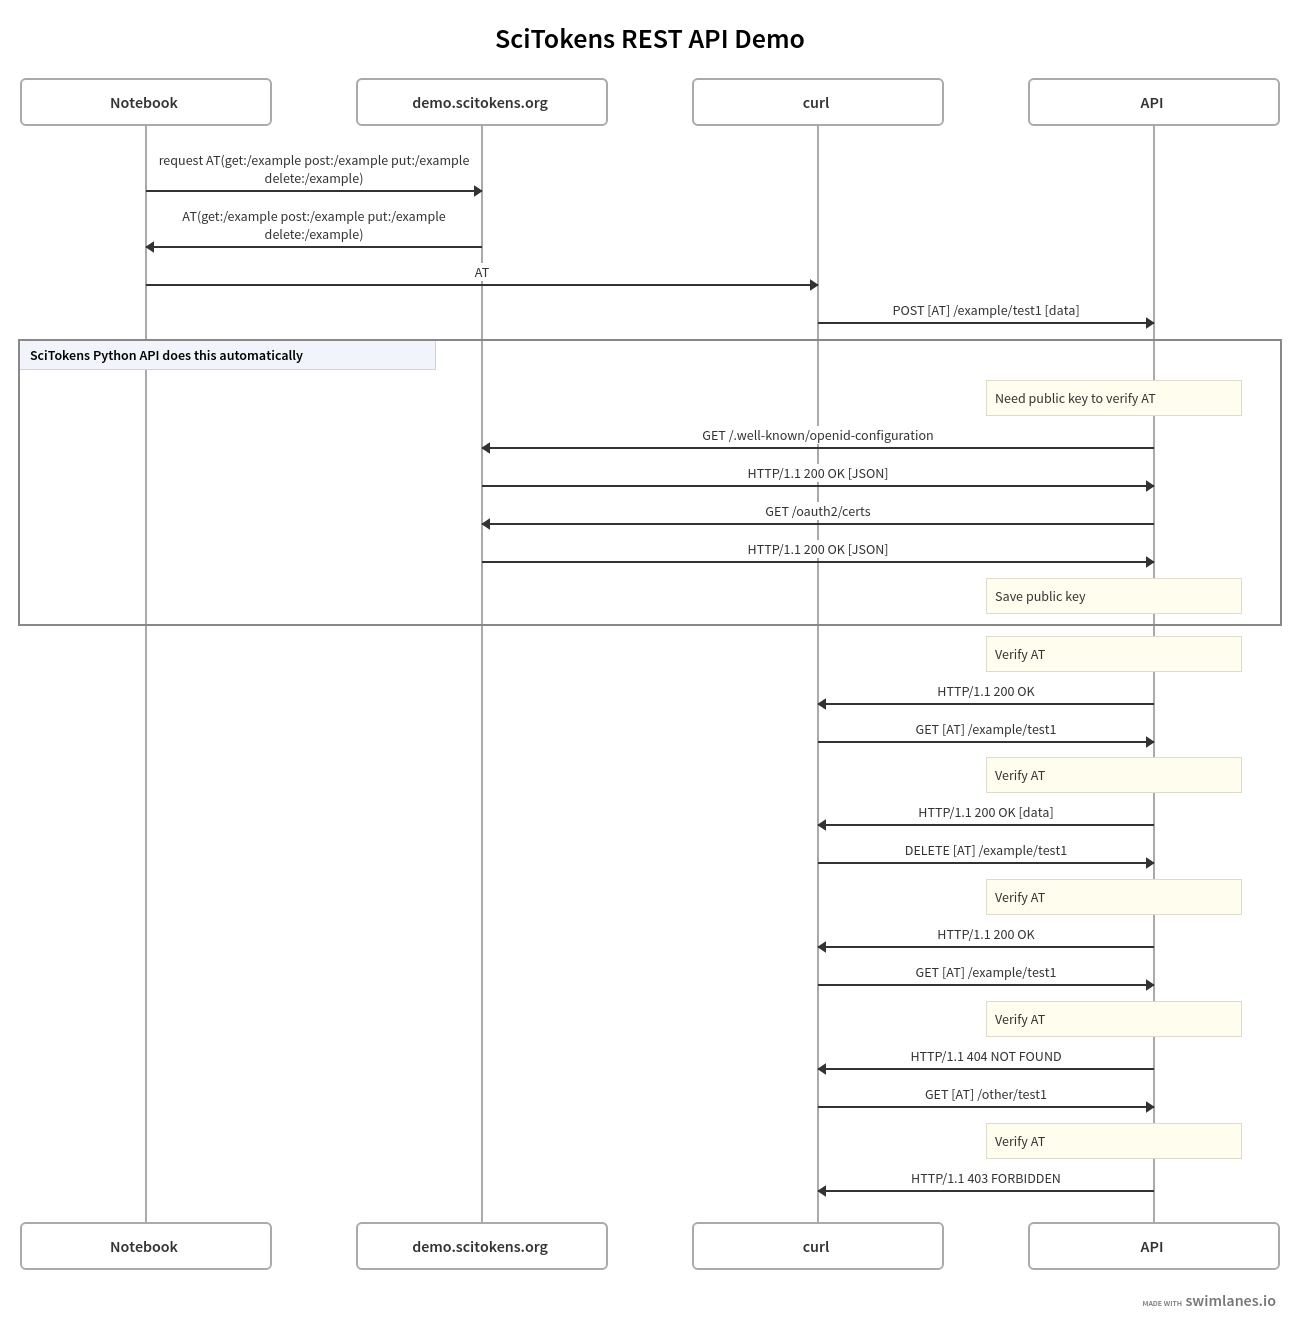 SciTokens REST API Demo
Notebook
demo.scitokens.org
curl
API
request AT(get:/example post:/example put:/example
delete:/example)
AT(get:/example post:/example put:/example
delete:/example)
AT
POST [AT] /example/test1 [data]
SciTokens Python API does this automatically
Need public key to verify AT
GET /.well-known/openid-configuration
HTTP/1.1 200 OK [JSON]
GET /oauth2/certs
HTTP/1.1 200 OK [JSON]
Save public key
Verify AT
HTTP/1.1 200 OK
GET [AT] /example/test1
Verify AT
HTTP/1.1 200 OK [data]
DELETE [AT] /example/test1
Verify AT
HTTP/1.1 200 OK
GET [AT] /example/test1
Verify AT
HTTP/1.1 404 NOT FOUND
GET [AT] /other/test1
Verify AT
HTTP/1.1 403 FORBIDDEN
Notebook
demo.scitokens.org
curl
API
MADE WITH swimlanes.io